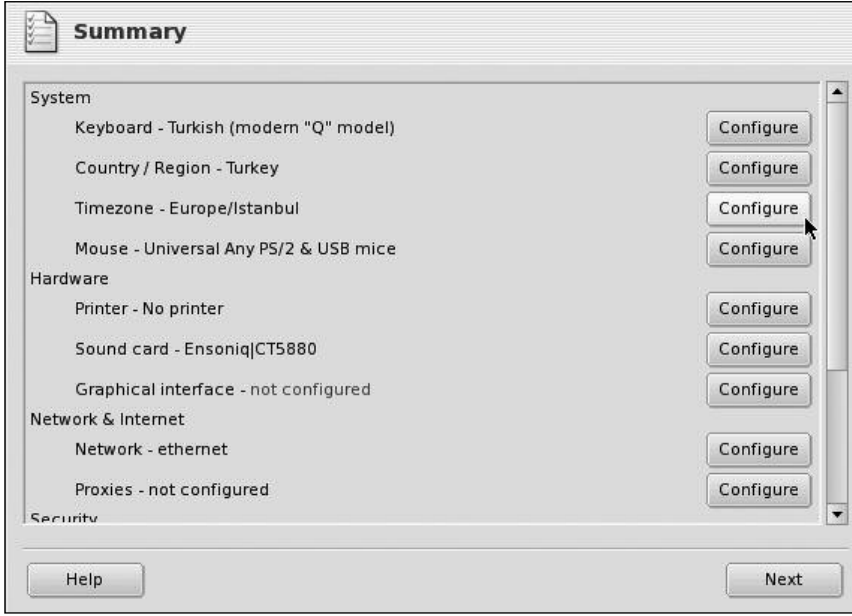 Summary
System
Keyboard - Turkish (modern "Q" model) Configure
Country / Region - Turkey Configure
Timezone - Europe/Istanbul Configure
Mouse - Universal Any PS/2 & USB mice Configure
Hardware
Printer - No printer Configure
Sound card - Ensoniq|CT5880 Configure
Graphical interface - not configured Configure
Network & Internet
Network - ethernet Configure
Proxies - not configured Configure
Security
Help Next